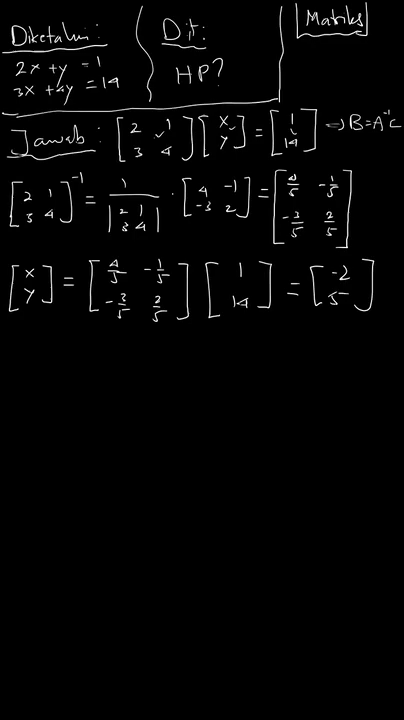 Matriks
Diketahui:
2x + y = 1
3x + 4y = 14
Dit:
HP?
Jawab: [2 1; 3 4] [x; y] = [1; 14] → B = A⁻¹C
[2 1; 3 4]⁻¹ = 1/|2 1; 3 4| · [4 -1; -3 2] = [4/5 -1/5; -3/5 2/5]
[x; y] = [4/5 -1/5; -3/5 2/5] [1; 14] = [-2; 5]